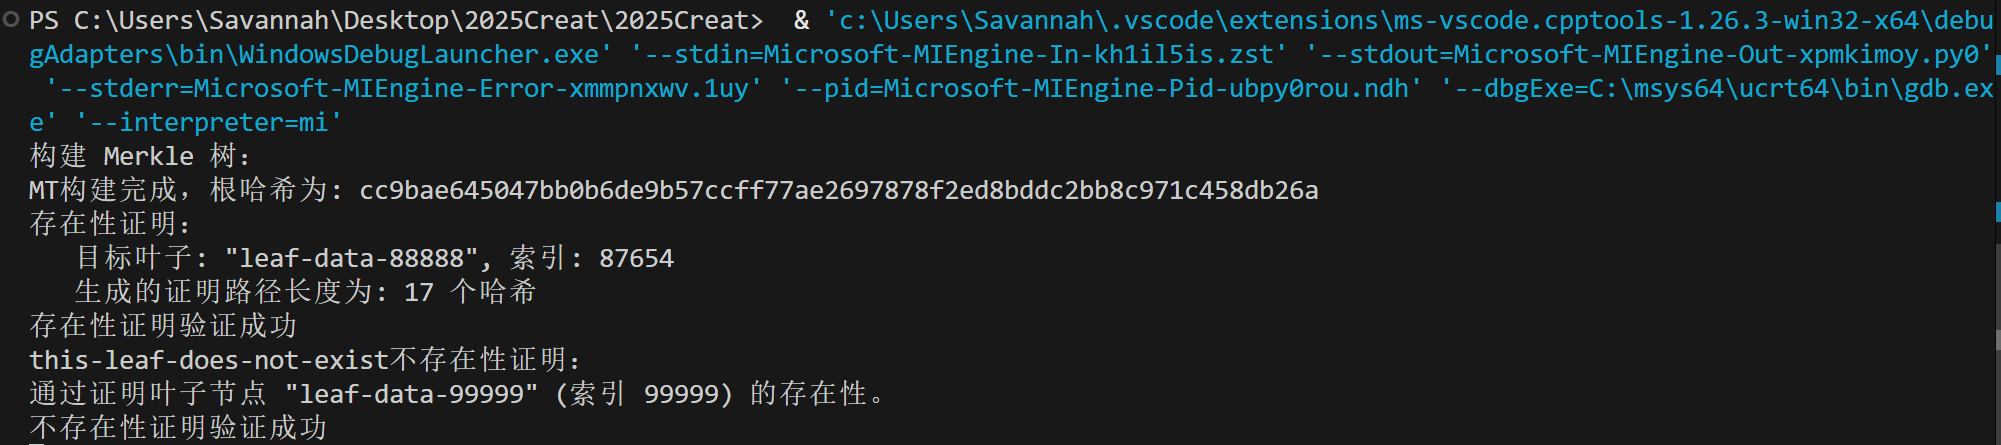 PS C:\Users\Savannah\Desktop\2025Creat\2025Creat>  & 'c:\Users\Savannah\.vscode\extensions\ms-vscode.cpptools-1.26.3-win32-x64\debu
gAdapters\bin\WindowsDebugLauncher.exe' '--stdin=Microsoft-MIEngine-In-kh1il5is.zst' '--stdout=Microsoft-MIEngine-Out-xpmkimoy.py0'
 '--stderr=Microsoft-MIEngine-Error-xmmpnxwv.1uy' '--pid=Microsoft-MIEngine-Pid-ubpy0rou.ndh' '--dbgExe=C:\msys64\ucrt64\bin\gdb.ex
e' '--interpreter=mi'
构建 Merkle 树：
MT构建完成，根哈希为: cc9bae645047bb0b6de9b57ccff77ae2697878f2ed8bddc2bb8c971c458db26a
存在性证明：
   目标叶子: "leaf-data-88888", 索引: 87654
   生成的证明路径长度为: 17 个哈希
存在性证明验证成功
this-leaf-does-not-exist不存在性证明：
通过证明叶子节点 "leaf-data-99999" (索引 99999) 的存在性。
不存在性证明验证成功